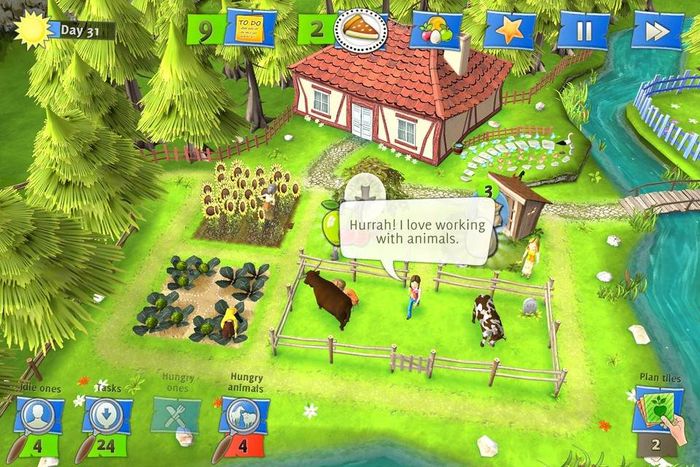 Day 31
9
TO DO
2
3
Hurrah! I love working
with animals.
Idle ones
4
Tasks
24
Hungry
ones
Hungry
animals
4
Plan tiles
2